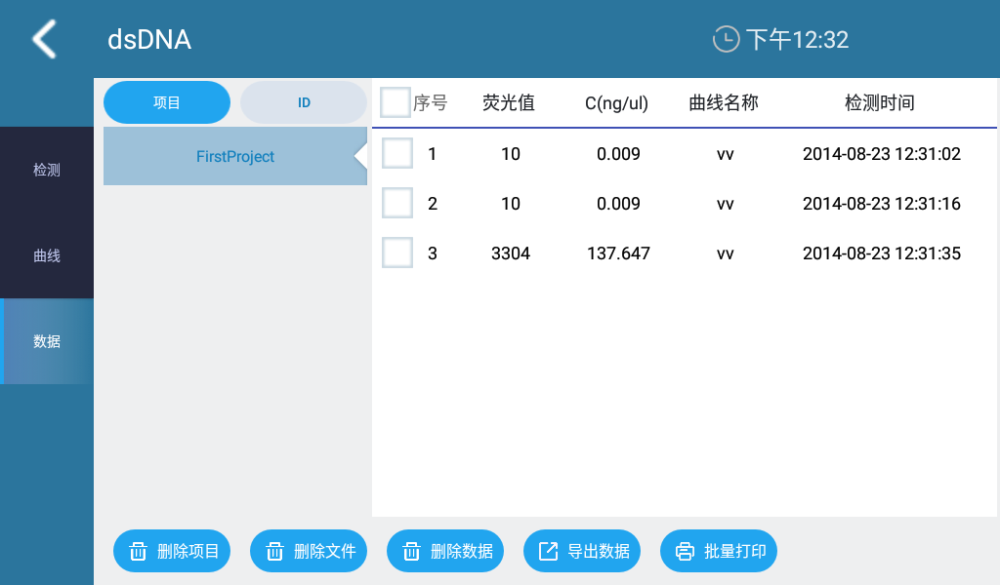 dsDNA
下午12:32
项目 ID
序号 荧光值 C(ng/ul) 曲线名称 检测时间
FirstProject
1 10 0.009 vv 2014-08-23 12:31:02
2 10 0.009 vv 2014-08-23 12:31:16
3 3304 137.647 vv 2014-08-23 12:31:35
检测
曲线
数据
删除项目 删除文件 删除数据 导出数据 批量打印